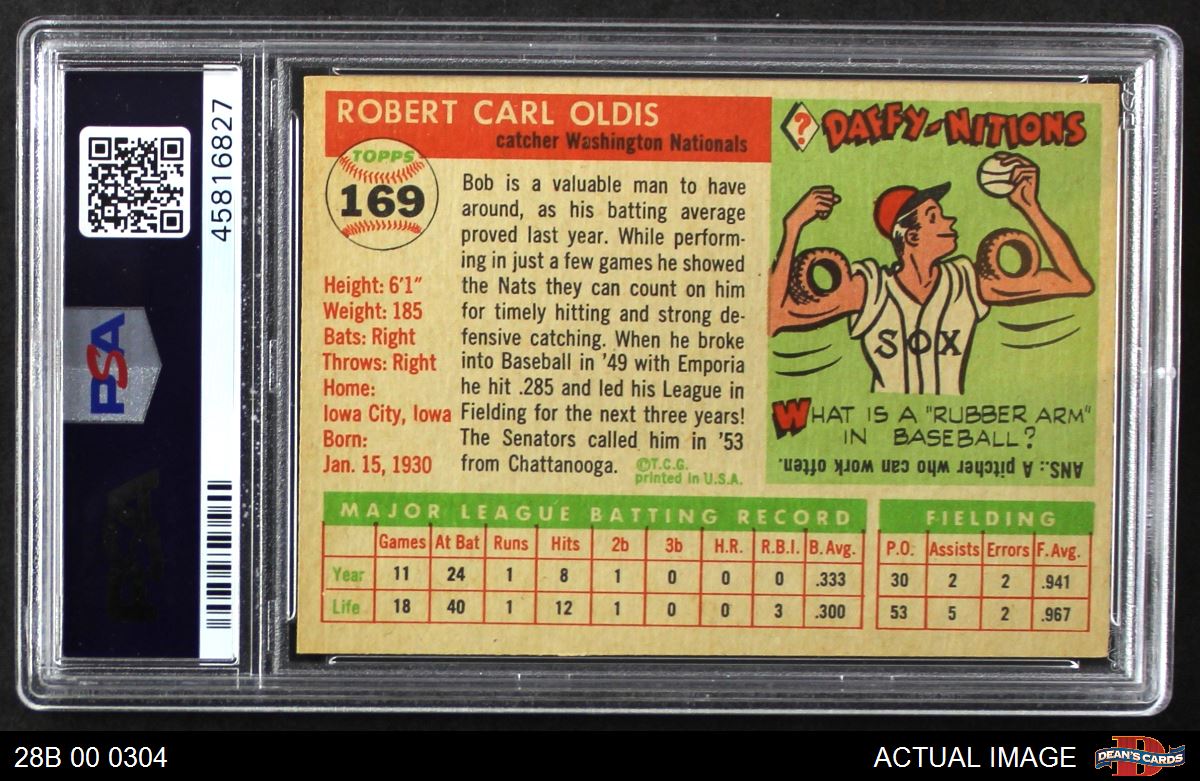 45816827
PSA
PSA
ROBERT CARL OLDIS
catcher Washington Nationals
TOPPS
169
Height: 6'1"
Weight: 185
Bats: Right
Throws: Right
Home:
Iowa City, Iowa
Born:
Jan. 15, 1930
Bob is a valuable man to have
around, as his batting average
proved last year. While perform-
ing in just a few games he showed
the Nats they can count on him
for timely hitting and strong de-
fensive catching. When he broke
into Baseball in '49 with Emporia
he hit .285 and led his League in
Fielding for the next three years!
The Senators called him in '53
from Chattanooga.
©T.C.G.
printed in U.S.A.
? DAFFY-NITIONS
SOX
WHAT IS A "RUBBER ARM"
IN BASEBALL?
ANS.: A pitcher who can work often.
MAJOR LEAGUE BATTING RECORD
Games At Bat Runs Hits 2b 3b H.R. R.B.I. B. Avg.
Year 11 24 1 8 1 0 0 0 .333
Life 18 40 1 12 1 0 0 3 .300
FIELDING
P.O. Assists Errors F. Avg.
30 2 2 .941
53 5 2 .967
28B 00 0304
ACTUAL IMAGE
D
DEAN'S CARDS